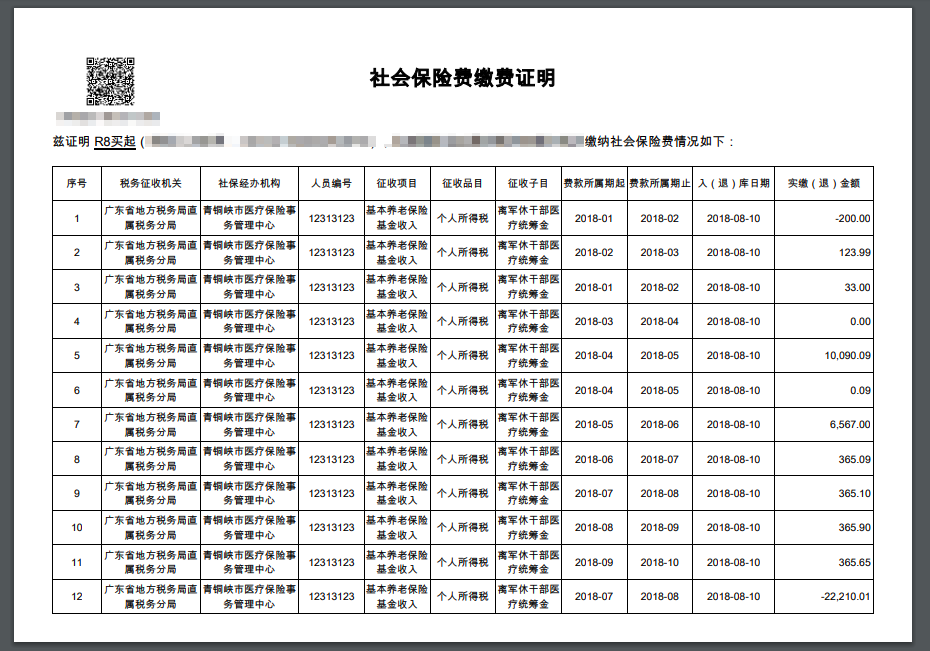 社会保险费缴费证明
兹证明 R8买起（
缴纳社会保险费情况如下：
序号 税务征收机关 社保经办机构 人员编号 征收项目 征收品目 征收子目 费款所属期起 费款所属期止 入（退）库日期 实缴（退）金额
1 广东省地方税务局直属税务分局 青铜峡市医疗保险事务管理中心 12313123 基本养老保险基金收入 个人所得税 离军休干部医疗统筹金 2018-01 2018-02 2018-08-10 -200.00
2 广东省地方税务局直属税务分局 青铜峡市医疗保险事务管理中心 12313123 基本养老保险基金收入 个人所得税 离军休干部医疗统筹金 2018-02 2018-03 2018-08-10 123.99
3 广东省地方税务局直属税务分局 青铜峡市医疗保险事务管理中心 12313123 基本养老保险基金收入 个人所得税 离军休干部医疗统筹金 2018-01 2018-02 2018-08-10 33.00
4 广东省地方税务局直属税务分局 青铜峡市医疗保险事务管理中心 12313123 基本养老保险基金收入 个人所得税 离军休干部医疗统筹金 2018-03 2018-04 2018-08-10 0.00
5 广东省地方税务局直属税务分局 青铜峡市医疗保险事务管理中心 12313123 基本养老保险基金收入 个人所得税 离军休干部医疗统筹金 2018-04 2018-05 2018-08-10 10,090.09
6 广东省地方税务局直属税务分局 青铜峡市医疗保险事务管理中心 12313123 基本养老保险基金收入 个人所得税 离军休干部医疗统筹金 2018-04 2018-05 2018-08-10 0.09
7 广东省地方税务局直属税务分局 青铜峡市医疗保险事务管理中心 12313123 基本养老保险基金收入 个人所得税 离军休干部医疗统筹金 2018-05 2018-06 2018-08-10 6,567.00
8 广东省地方税务局直属税务分局 青铜峡市医疗保险事务管理中心 12313123 基本养老保险基金收入 个人所得税 离军休干部医疗统筹金 2018-06 2018-07 2018-08-10 365.09
9 广东省地方税务局直属税务分局 青铜峡市医疗保险事务管理中心 12313123 基本养老保险基金收入 个人所得税 离军休干部医疗统筹金 2018-07 2018-08 2018-08-10 365.10
10 广东省地方税务局直属税务分局 青铜峡市医疗保险事务管理中心 12313123 基本养老保险基金收入 个人所得税 离军休干部医疗统筹金 2018-08 2018-09 2018-08-10 365.90
11 广东省地方税务局直属税务分局 青铜峡市医疗保险事务管理中心 12313123 基本养老保险基金收入 个人所得税 离军休干部医疗统筹金 2018-09 2018-10 2018-08-10 365.65
12 广东省地方税务局直属税务分局 青铜峡市医疗保险事务管理中心 12313123 基本养老保险基金收入 个人所得税 离军休干部医疗统筹金 2018-07 2018-08 2018-08-10 -22,210.01